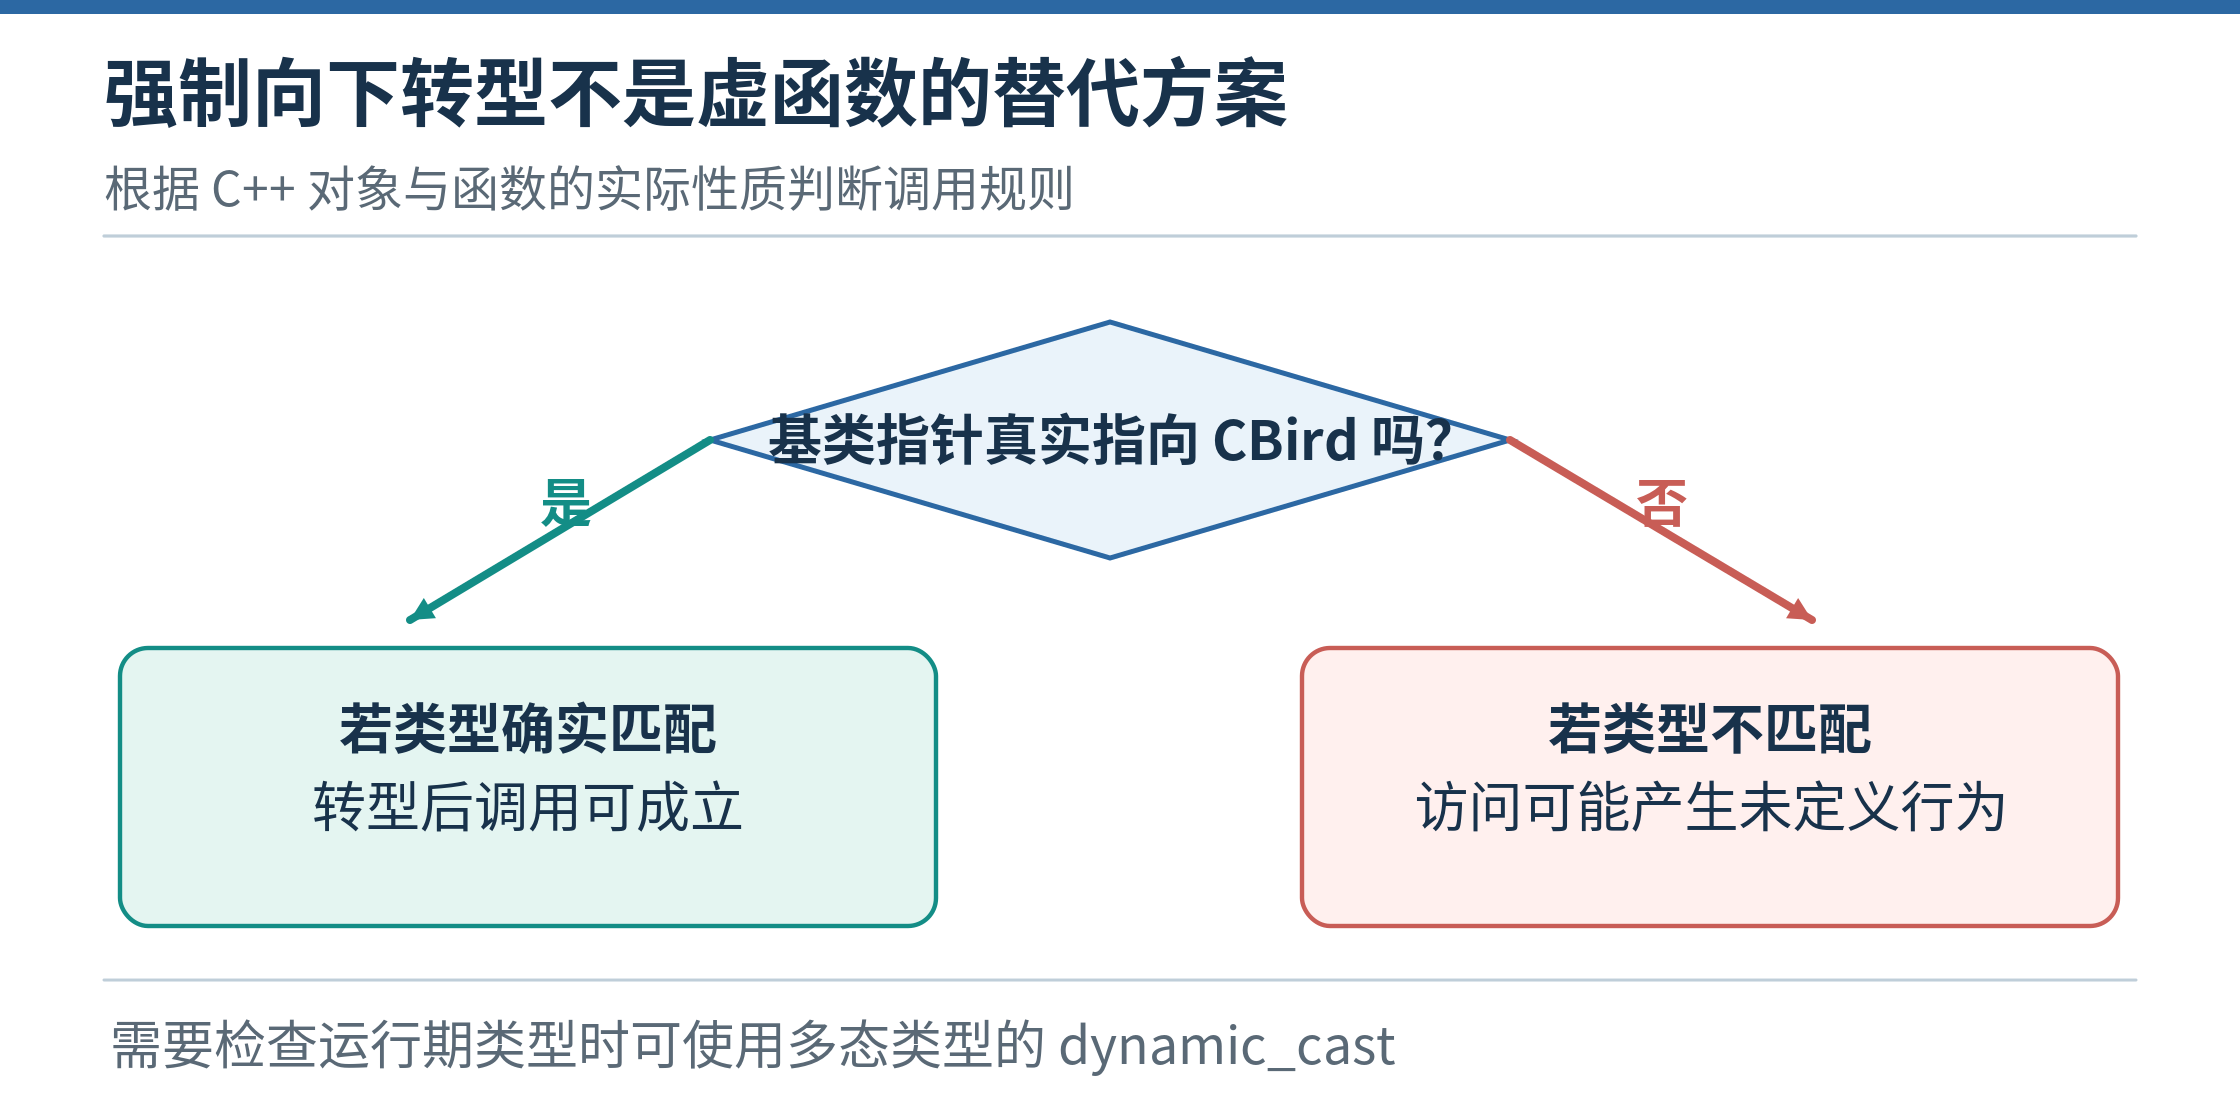 强制向下转型不是虚函数的替代方案
根据 C++ 对象与函数的实际性质判断调用规则
基类指针真实指向 CBird 吗?
是
否
若类型确实匹配
转型后调用可成立
若类型不匹配
访问可能产生未定义行为
需要检查运行期类型时可使用多态类型的 dynamic_cast